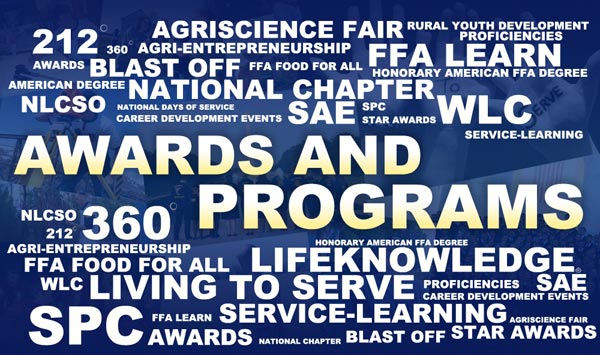 AGRISCIENCE FAIR RURAL YOUTH DEVELOPMENT
212° 360° AGRI-ENTREPRENEURSHIP PROFICIENCIES
FFA LEARN
AWARDS BLAST OFF FFA FOOD FOR ALL HONORARY AMERICAN FFA DEGREE
AMERICAN DEGREE NATIONAL CHAPTER
NLCSO NATIONAL DAYS OF SERVICE SAE SPC WLC
CAREER DEVELOPMENT EVENTS STAR AWARDS
SERVICE-LEARNING
AWARDS AND
PROGRAMS
NLCSO 360°
212°
AGRI-ENTREPRENEURSHIP HONORARY AMERICAN FFA DEGREE
FFA FOOD FOR ALL LIFEKNOWLEDGE®
WLC LIVING TO SERVE PROFICIENCIES SAE
CAREER DEVELOPMENT EVENTS
SPC FFA LEARN SERVICE-LEARNING AGRISCIENCE FAIR
AWARDS NATIONAL CHAPTER BLAST OFF STAR AWARDS